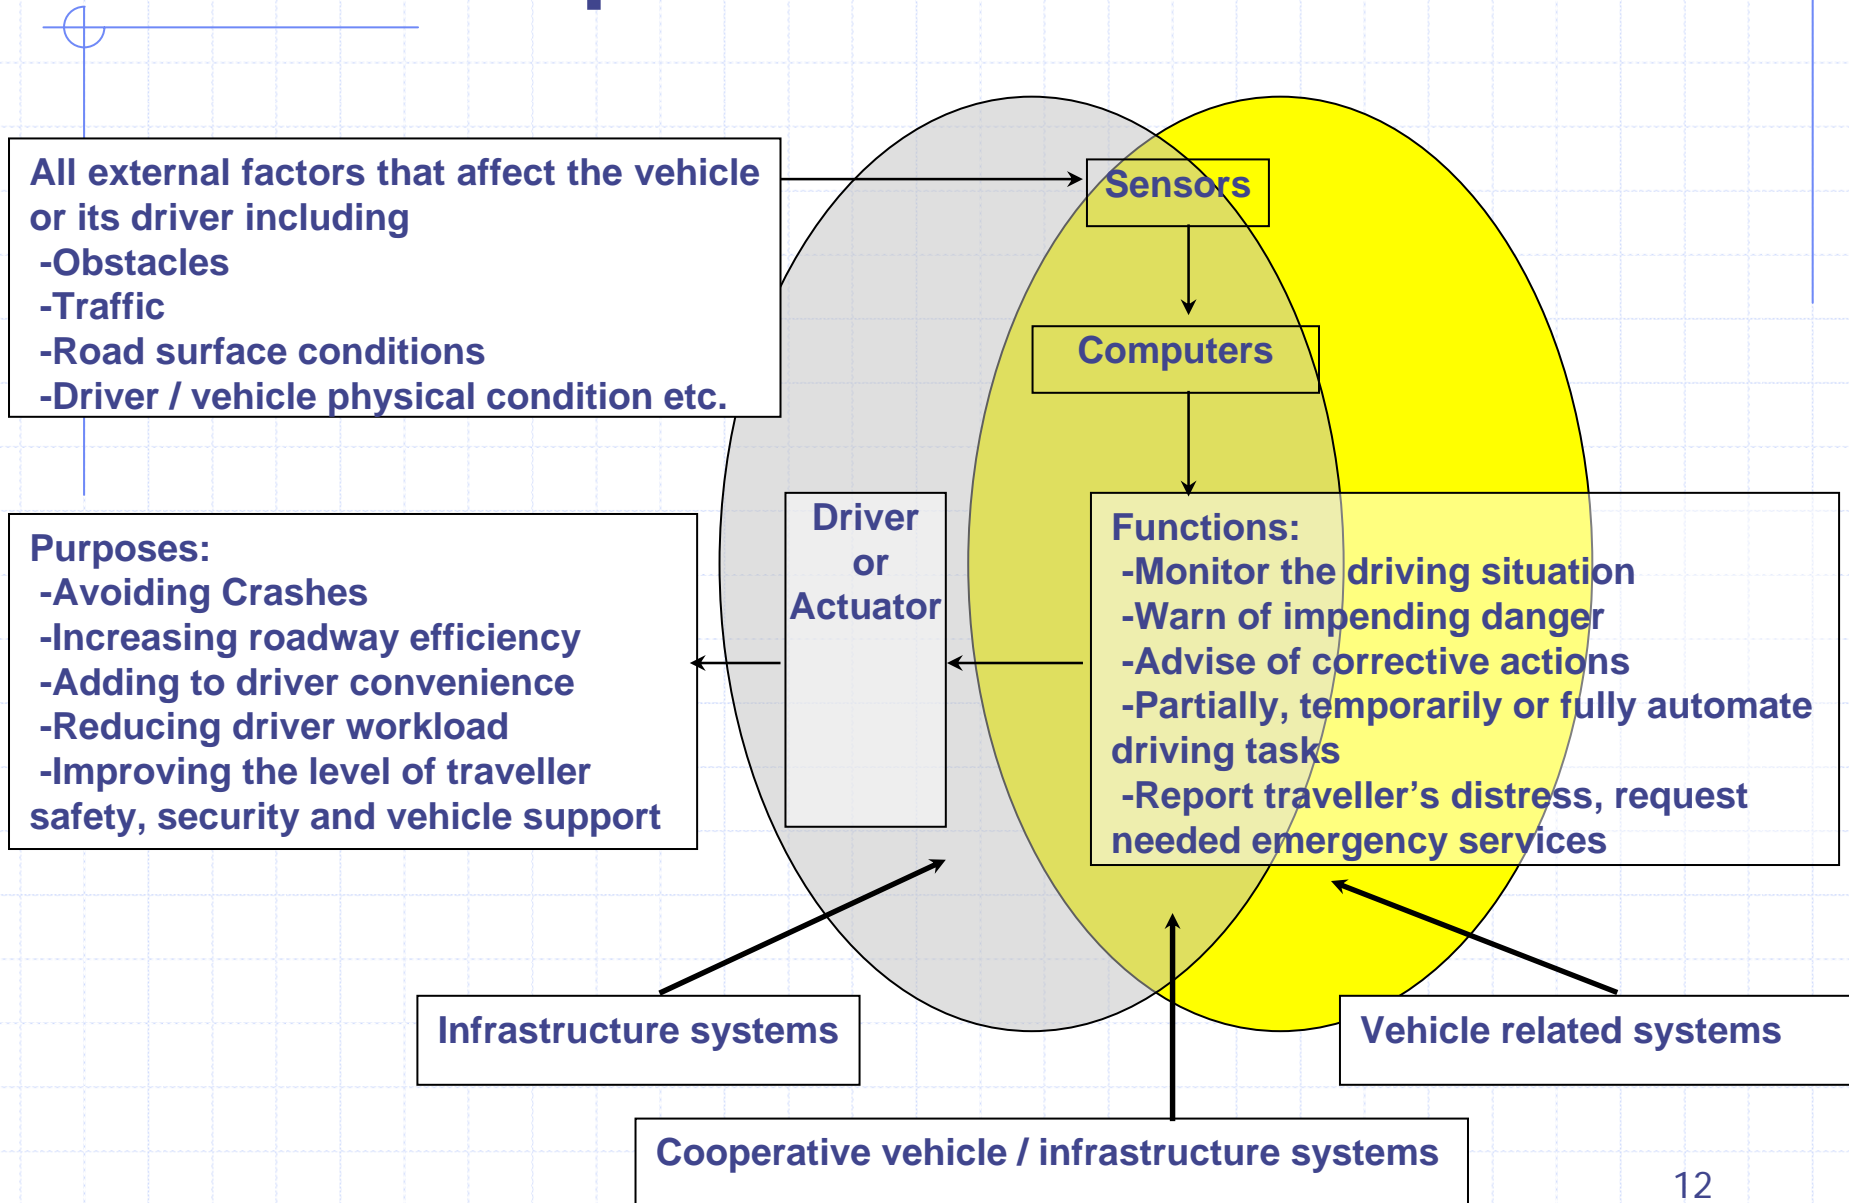 All external factors that affect the vehicle
or its driver including
-Obstacles
-Traffic
-Road surface conditions
-Driver / vehicle physical condition etc.
Sensors
Computers
Functions:
-Monitor the driving situation
-Warn of impending danger
-Advise of corrective actions
-Partially, temporarily or fully automate
driving tasks
-Report traveller’s distress, request
needed emergency services
Driver
or
Actuator
Purposes:
-Avoiding Crashes
-Increasing roadway efficiency
-Adding to driver convenience
-Reducing driver workload
-Improving the level of traveller
safety, security and vehicle support
Infrastructure systems
Vehicle related systems
Cooperative vehicle / infrastructure systems
12